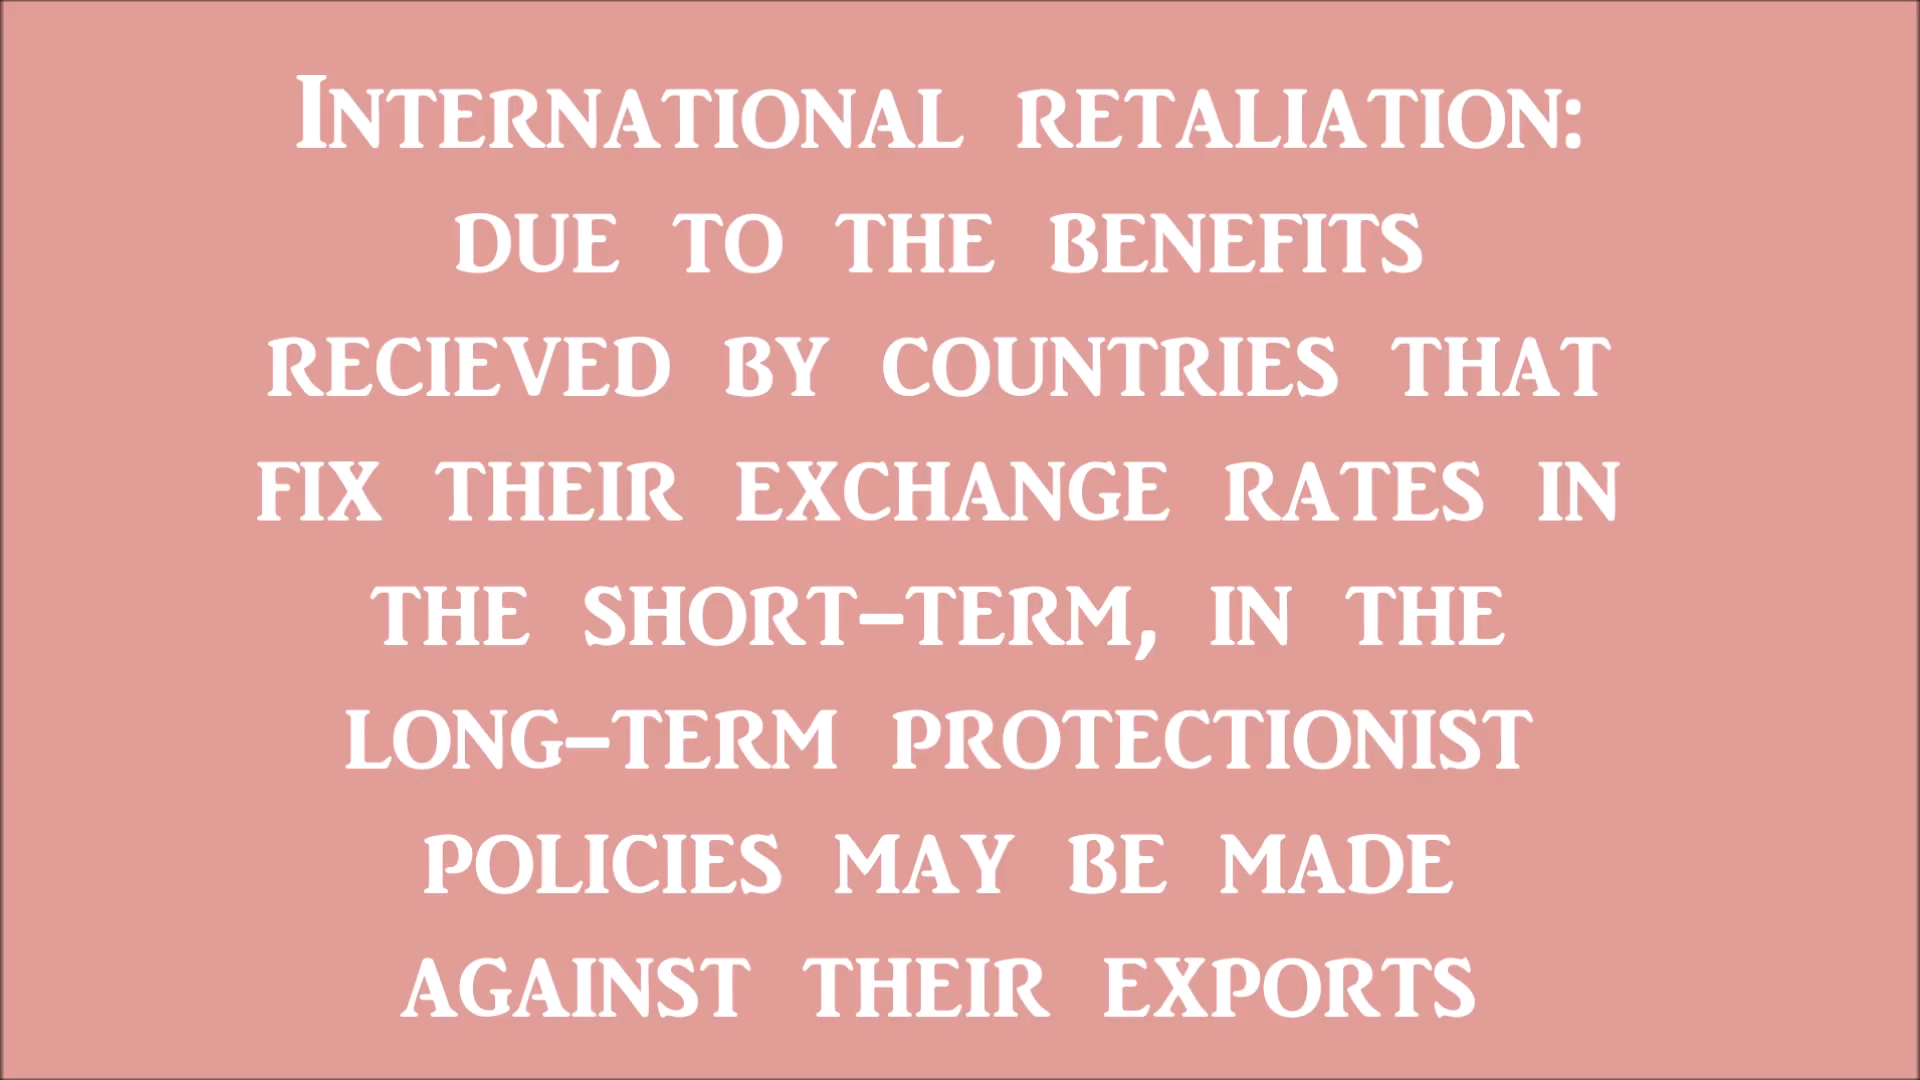 International retaliation:
due to the benefits
recieved by countries that
fix their exchange rates in
the short-term, in the
long-term protectionist
policies may be made
against their exports